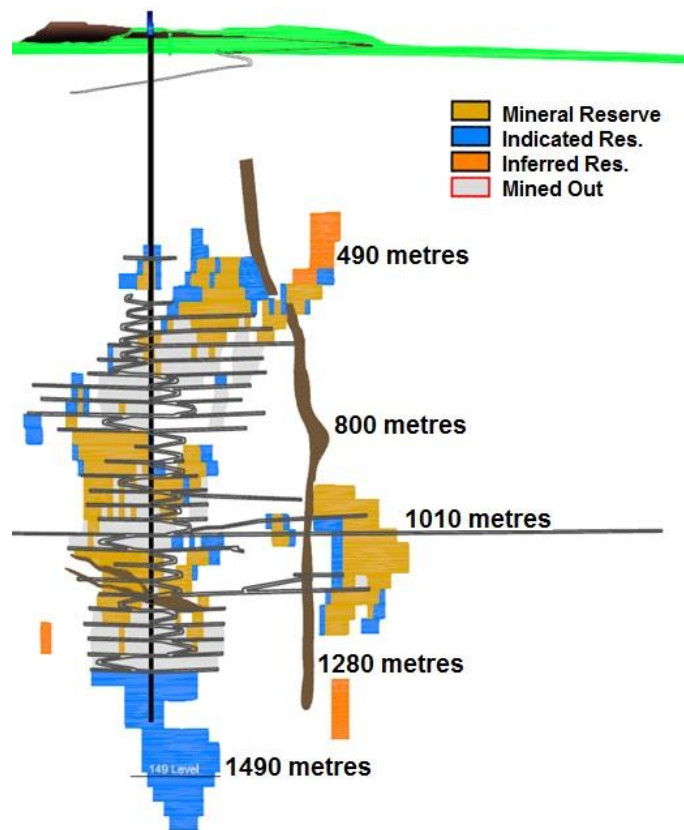 Mineral Reserve
Indicated Res.
Inferred Res.
Mined Out
490 metres
800 metres
1010 metres
1280 metres
149 Level
1490 metres